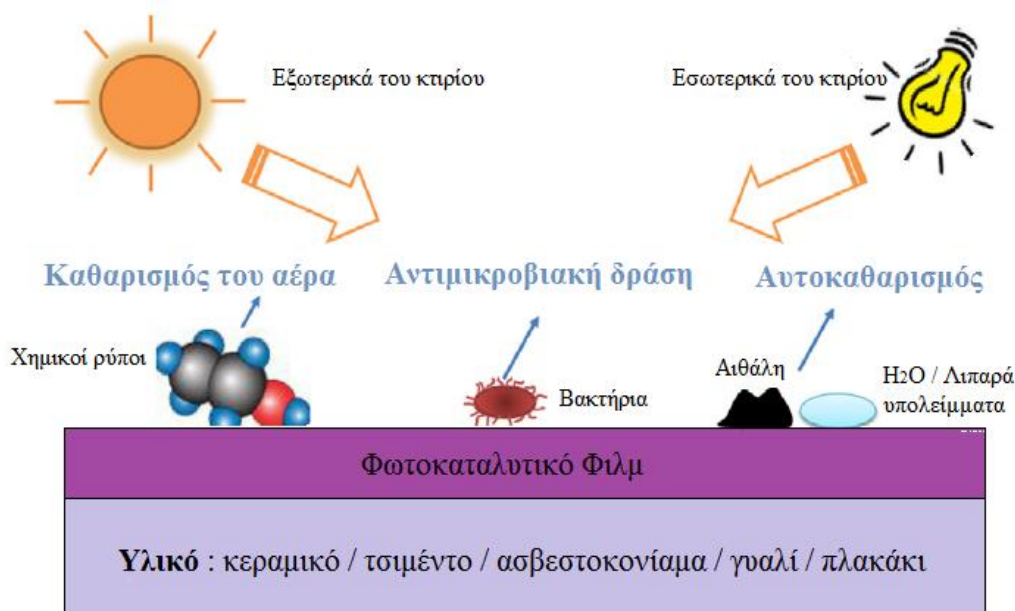 Εξωτερικά του κτιρίου
Εσωτερικά του κτιρίου
Καθαρισμός του αέρα
Αντιμικροβιακή δράση
Αυτοκαθαρισμός
Χημικοί ρύποι
Βακτήρια
Αιθάλη
H2O / Λιπαρά
υπολείμματα
Φωτοκαταλυτικό Φιλμ
Υλικό : κεραμικό / τσιμέντο / ασβεστοκονίαμα / γυαλί / πλακάκι